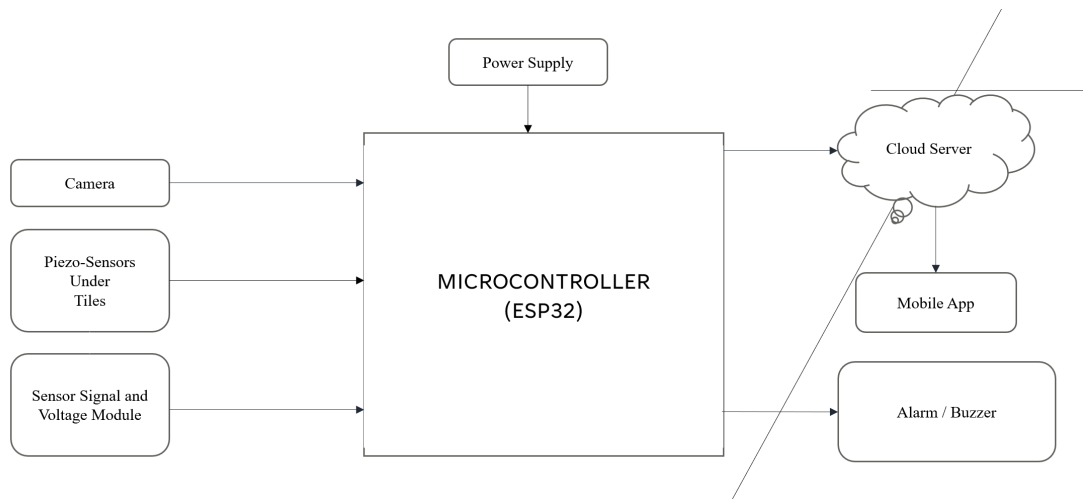 Power Supply
Cloud Server
Camera
Piezo-Sensors
Under
Tiles
MICROCONTROLLER
(ESP32)
Mobile App
Sensor Signal and
Voltage Module
Alarm / Buzzer